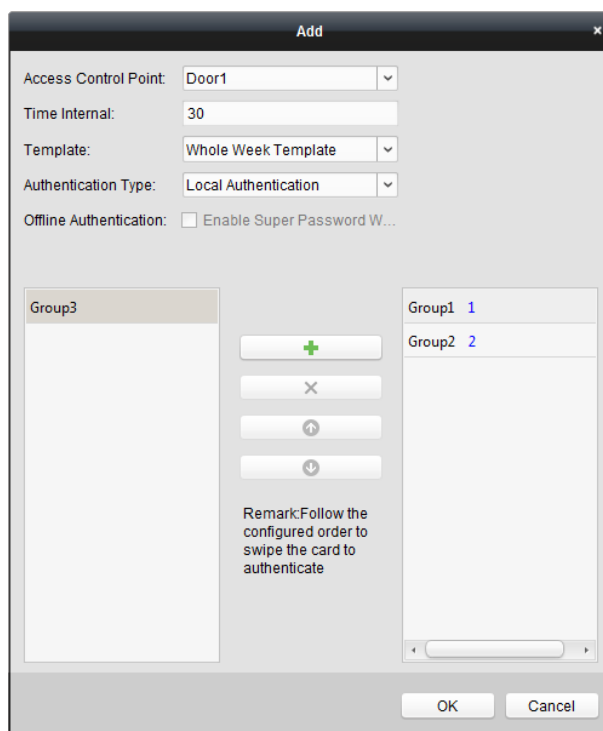 Add
Access Control Point: Door1
Time Internal: 30
Template: Whole Week Template
Authentication Type: Local Authentication
Offline Authentication: Enable Super Password W...
Group3
Group1 1
Group2 2
Remark:Follow the
configured order to
swipe the card to
authenticate
OK Cancel